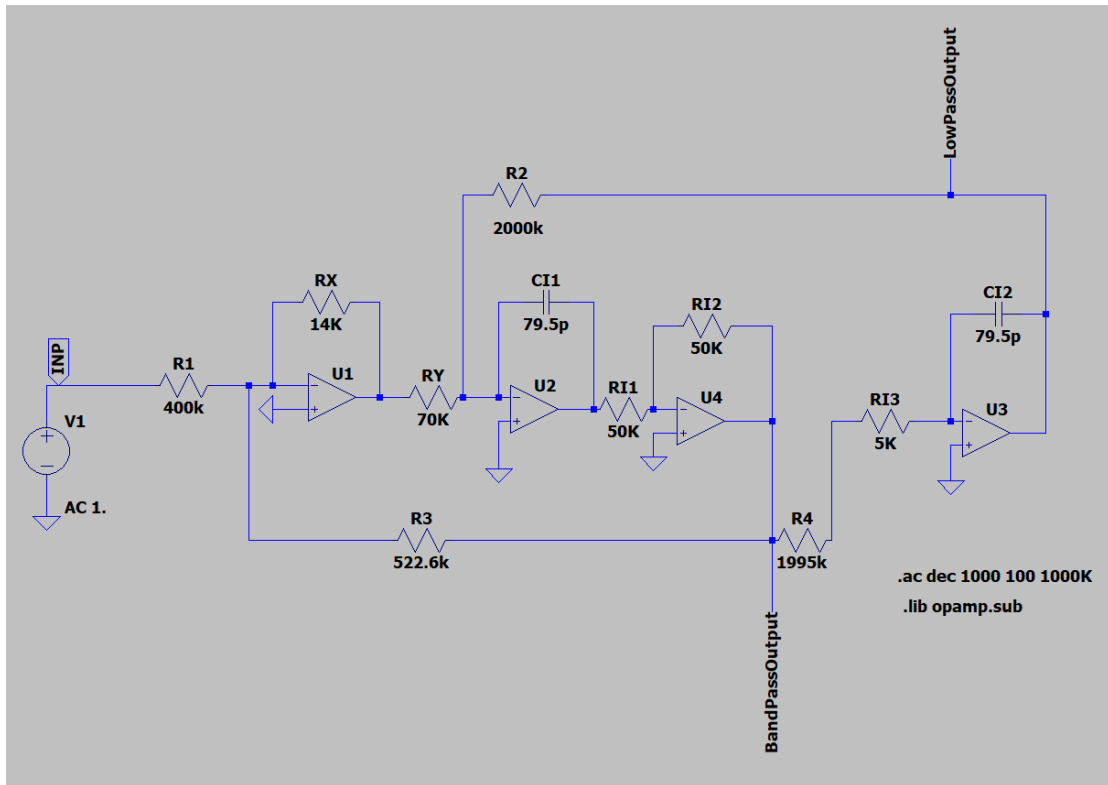 LowPassOutput
R2
2000k
RX
14K
CI1
79.5p
RI2
50K
CI2
79.5p
INP
R1
400k
U1
RY
70K
U2
RI1
50K
U4
RI3
5K
U3
V1
AC 1.
R3
522.6k
R4
1995k
.ac dec 1000 100 1000K
.lib opamp.sub
BandPassOutput